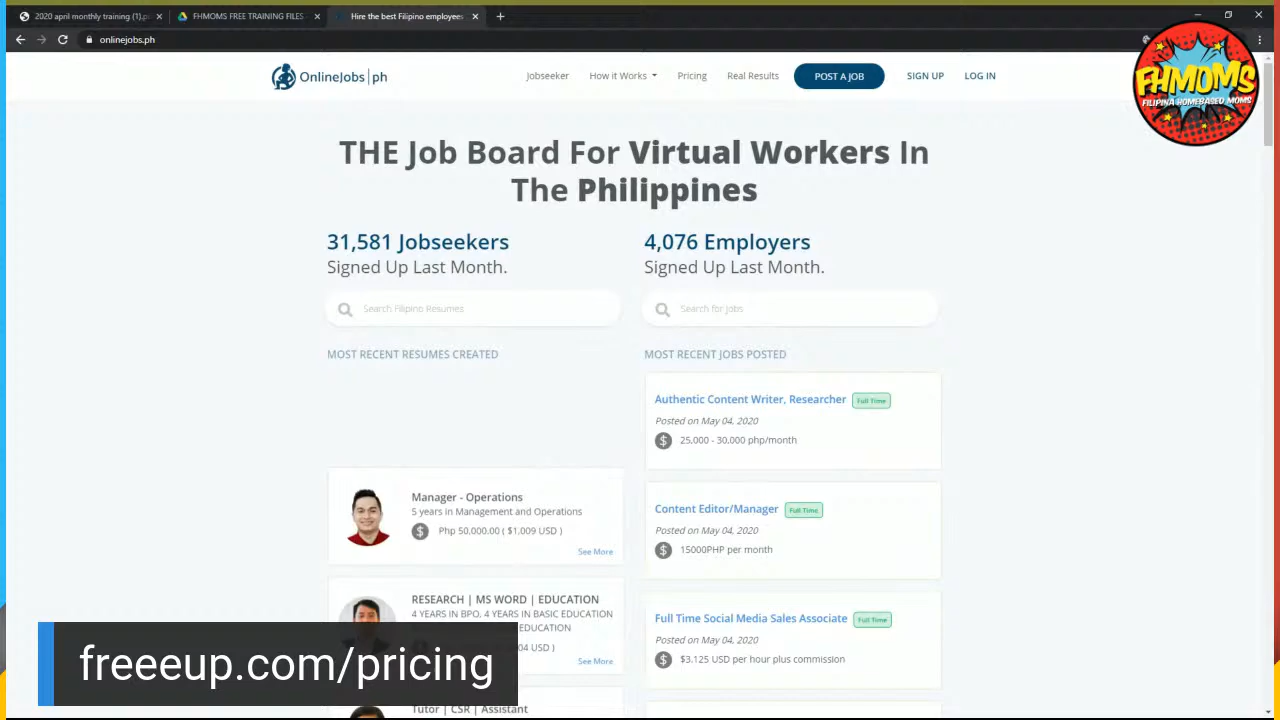 2020 april monthly training (1).p
FHMOMS FREE TRAINING FILES
Hire the best Filipino employees
onlinejobs.ph
FHMOMS
FILIPINA HOMEBASED MOMS
OnlineJobs ph
Jobseeker
How it Works
Pricing
Real Results
POST A JOB
SIGN UP
LOG IN
THE Job Board For Virtual Workers In
The Philippines
31,581 Jobseekers
Signed Up Last Month.
4,076 Employers
Signed Up Last Month.
Search Filipino Resumes
Search for Jobs
MOST RECENT RESUMES CREATED
MOST RECENT JOBS POSTED
Authentic Content Writer, Researcher Full Time
Posted on May 04, 2020
$ 25,000 - 30,000 php/month
Manager - Operations
5 years in Management and Operations
$ Php 50,000.00 ( $1,009 USD )
See More
Content Editor/Manager Full Time
Posted on May 04, 2020
$ 15000PHP per month
RESEARCH | MS WORD | EDUCATION
4 YEARS IN BPO, 4 YEARS IN BASIC EDUCATION
EDUCATION
04 USD )
See More
Full Time Social Media Sales Associate Full Time
Posted on May 04, 2020
$ $3.125 USD per hour plus commission
Tutor | CSR | Assistant
freeeup.com/pricing